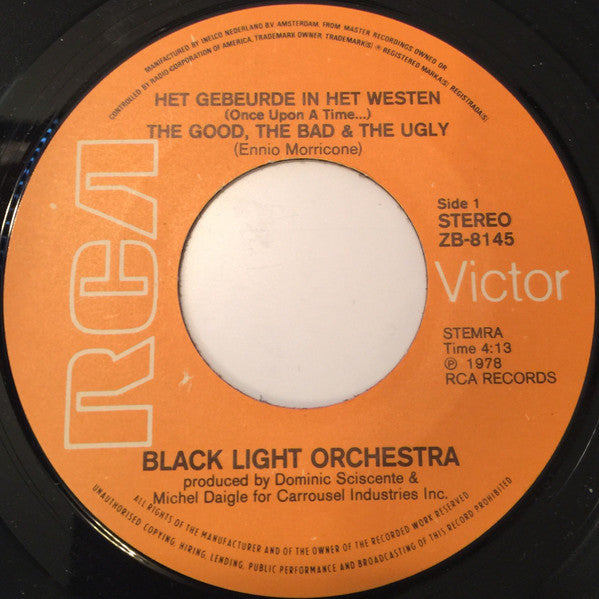 MANUFACTURED BY INELCO NEDERLAND BV. AMSTERDAM, FROM MASTER RECORDINGS OWNED OR
CONTROLLED BY RADIO CORPORATION OF AMERICA, TRADEMARK OWNER. TRADEMARK(S) ® REGISTERED MARKA(S) REGISTRADA(S)
HET GEBEURDE IN HET WESTEN
(Once Upon A Time...)
THE GOOD, THE BAD & THE UGLY
(Ennio Morricone)
RCA
Side 1
STEREO
ZB-8145
Victor
STEMRA
Time 4:13
℗ 1978
RCA RECORDS
BLACK LIGHT ORCHESTRA
produced by Dominic Sciscente &
Michel Daigle for Carrousel Industries Inc.
ALL RIGHTS OF THE MANUFACTURER AND OF THE OWNER OF THE RECORDED WORK RESERVED
UNAUTHORISED COPYING, HIRING, LENDING, PUBLIC PERFORMANCE AND BROADCASTING OF THIS RECORD PROHIBITED